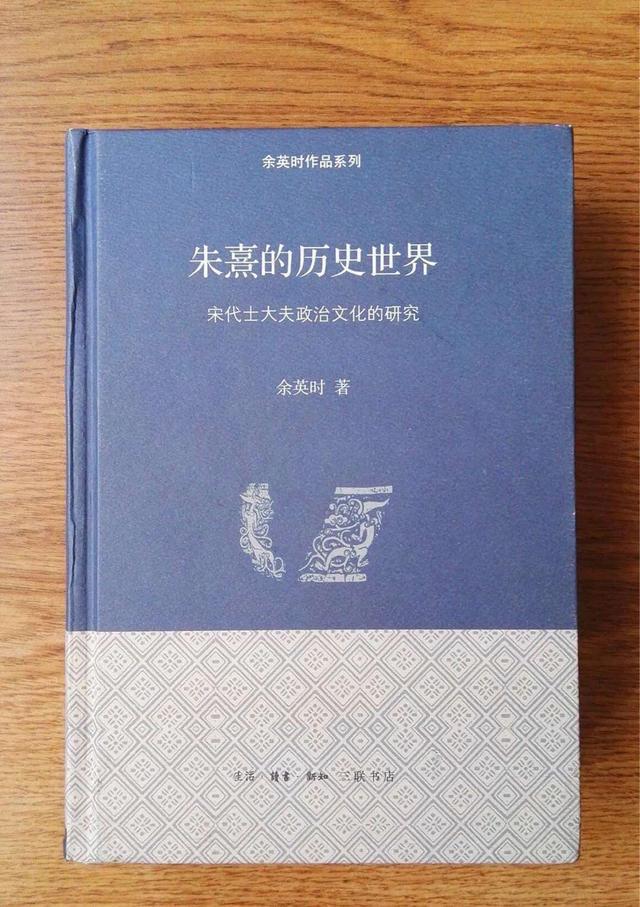 余英时作品系列
朱熹的历史世界
宋代士大夫政治文化的研究
余英时 著
生活·讀書·新知 三联书店